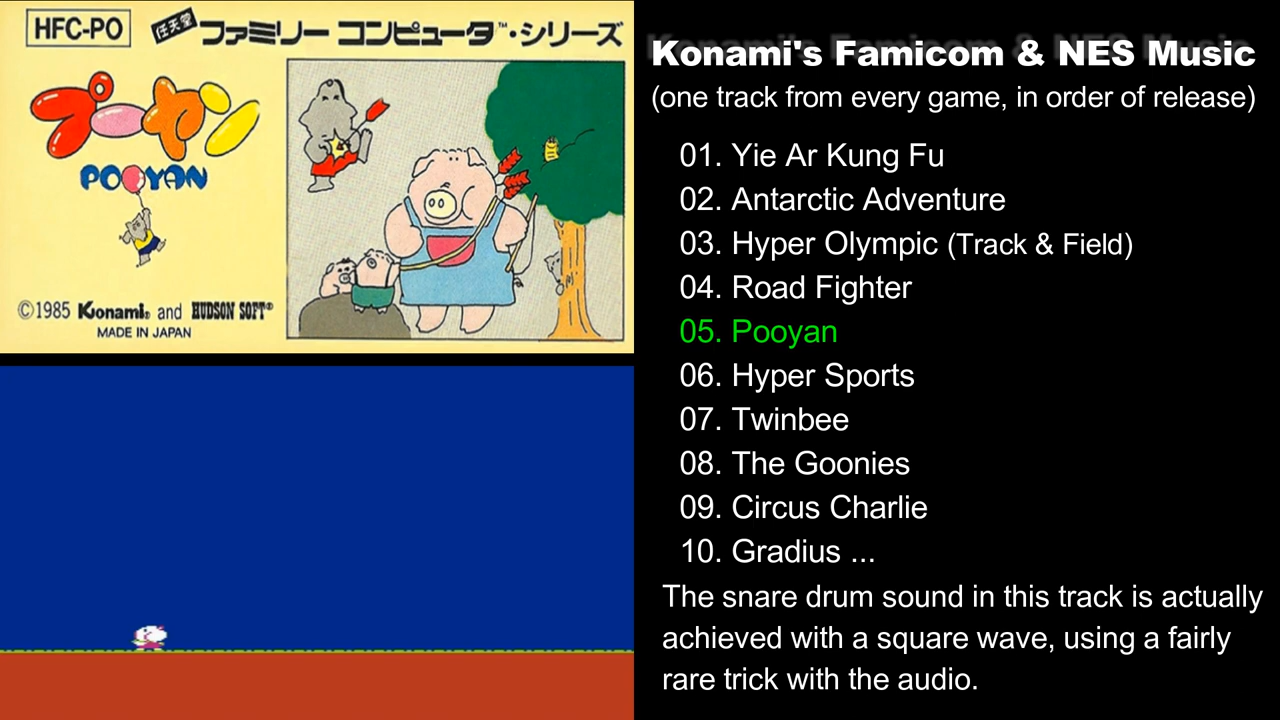 HFC-PO
任天堂 ファミリー コンピュータ™・シリーズ
プーヤン
POOYAN
©1985 Konami® and HUDSON SOFT®
MADE IN JAPAN
Konami's Famicom & NES Music
(one track from every game, in order of release)
01. Yie Ar Kung Fu
02. Antarctic Adventure
03. Hyper Olympic (Track & Field)
04. Road Fighter
05. Pooyan
06. Hyper Sports
07. Twinbee
08. The Goonies
09. Circus Charlie
10. Gradius ...
The snare drum sound in this track is actually
achieved with a square wave, using a fairly
rare trick with the audio.